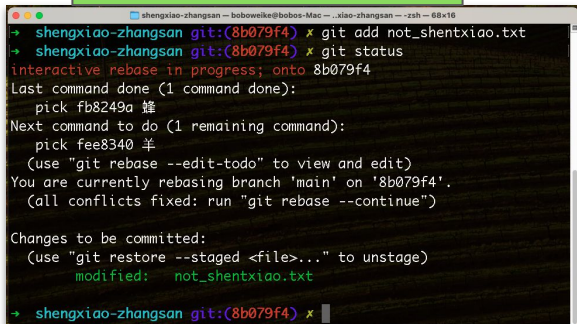 shengxiao-zhangsan — boboweike@bobos-Mac — ..xiao-zhangsan — -zsh — 68×16
→ shengxiao-zhangsan git:(8b079f4) ✗ git add not_shentxiao.txt
→ shengxiao-zhangsan git:(8b079f4) ✗ git status
interactive rebase in progress; onto 8b079f4
Last command done (1 command done):
   pick fb8249a 蜂
Next command to do (1 remaining command):
   pick fee8340 羊
  (use "git rebase --edit-todo" to view and edit)
You are currently rebasing branch 'main' on '8b079f4'.
  (all conflicts fixed: run "git rebase --continue")
Changes to be committed:
  (use "git restore --staged <file>..." to unstage)
        modified:   not_shentxiao.txt
→ shengxiao-zhangsan git:(8b079f4) ✗